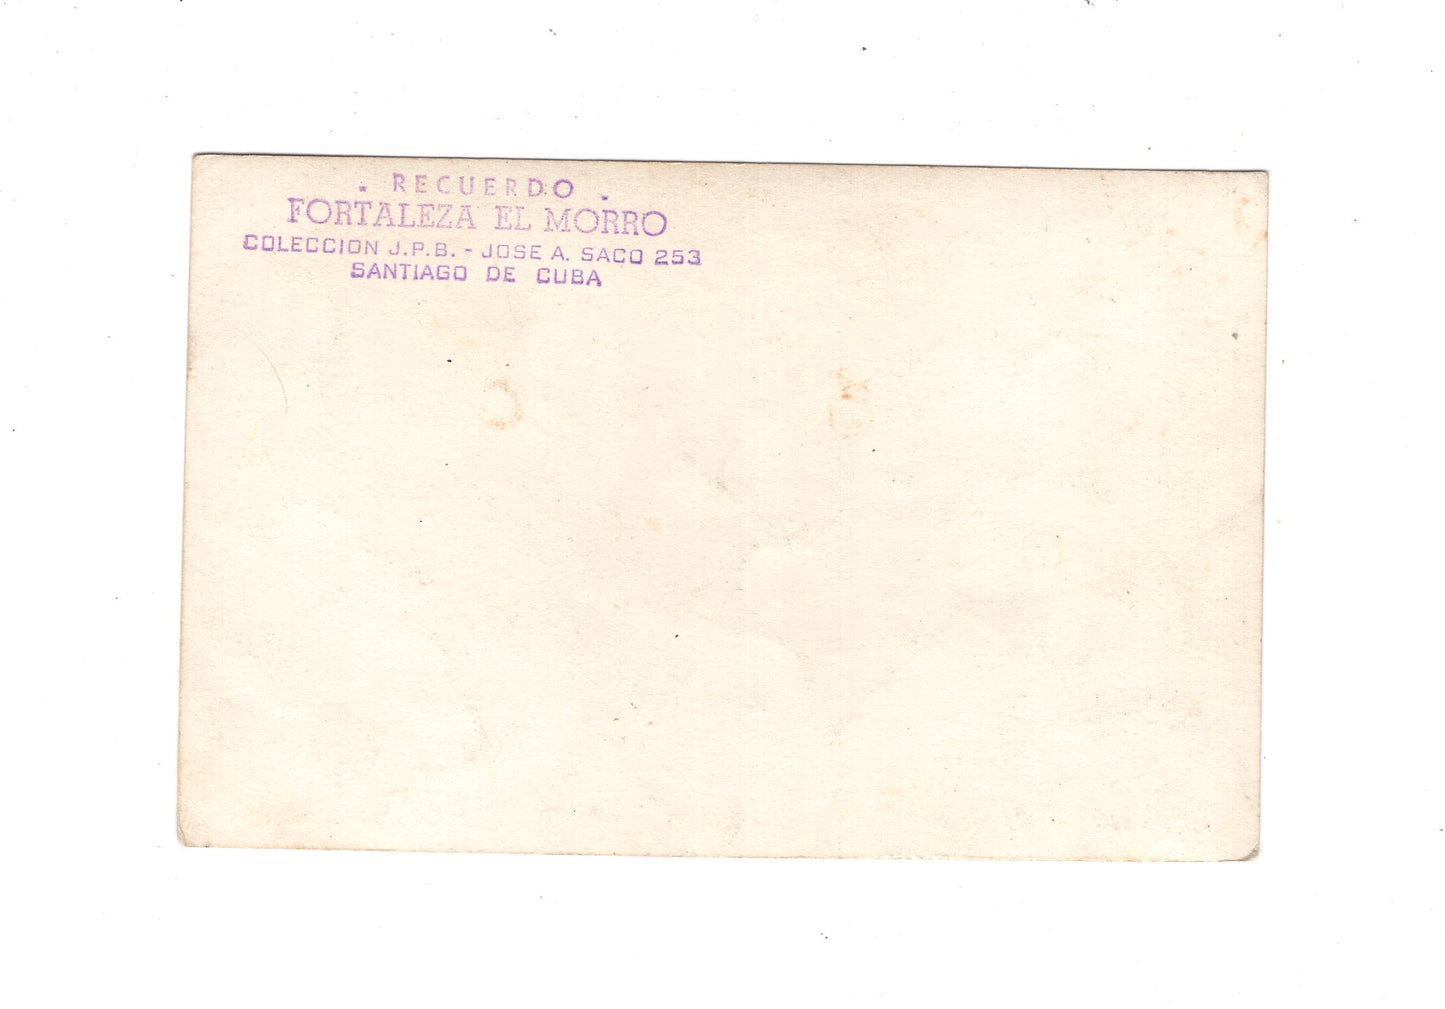 . RECUERDO .
FORTALEZA EL MORRO
COLECCION J.P.B. - JOSE A. SACO 253
SANTIAGO DE CUBA